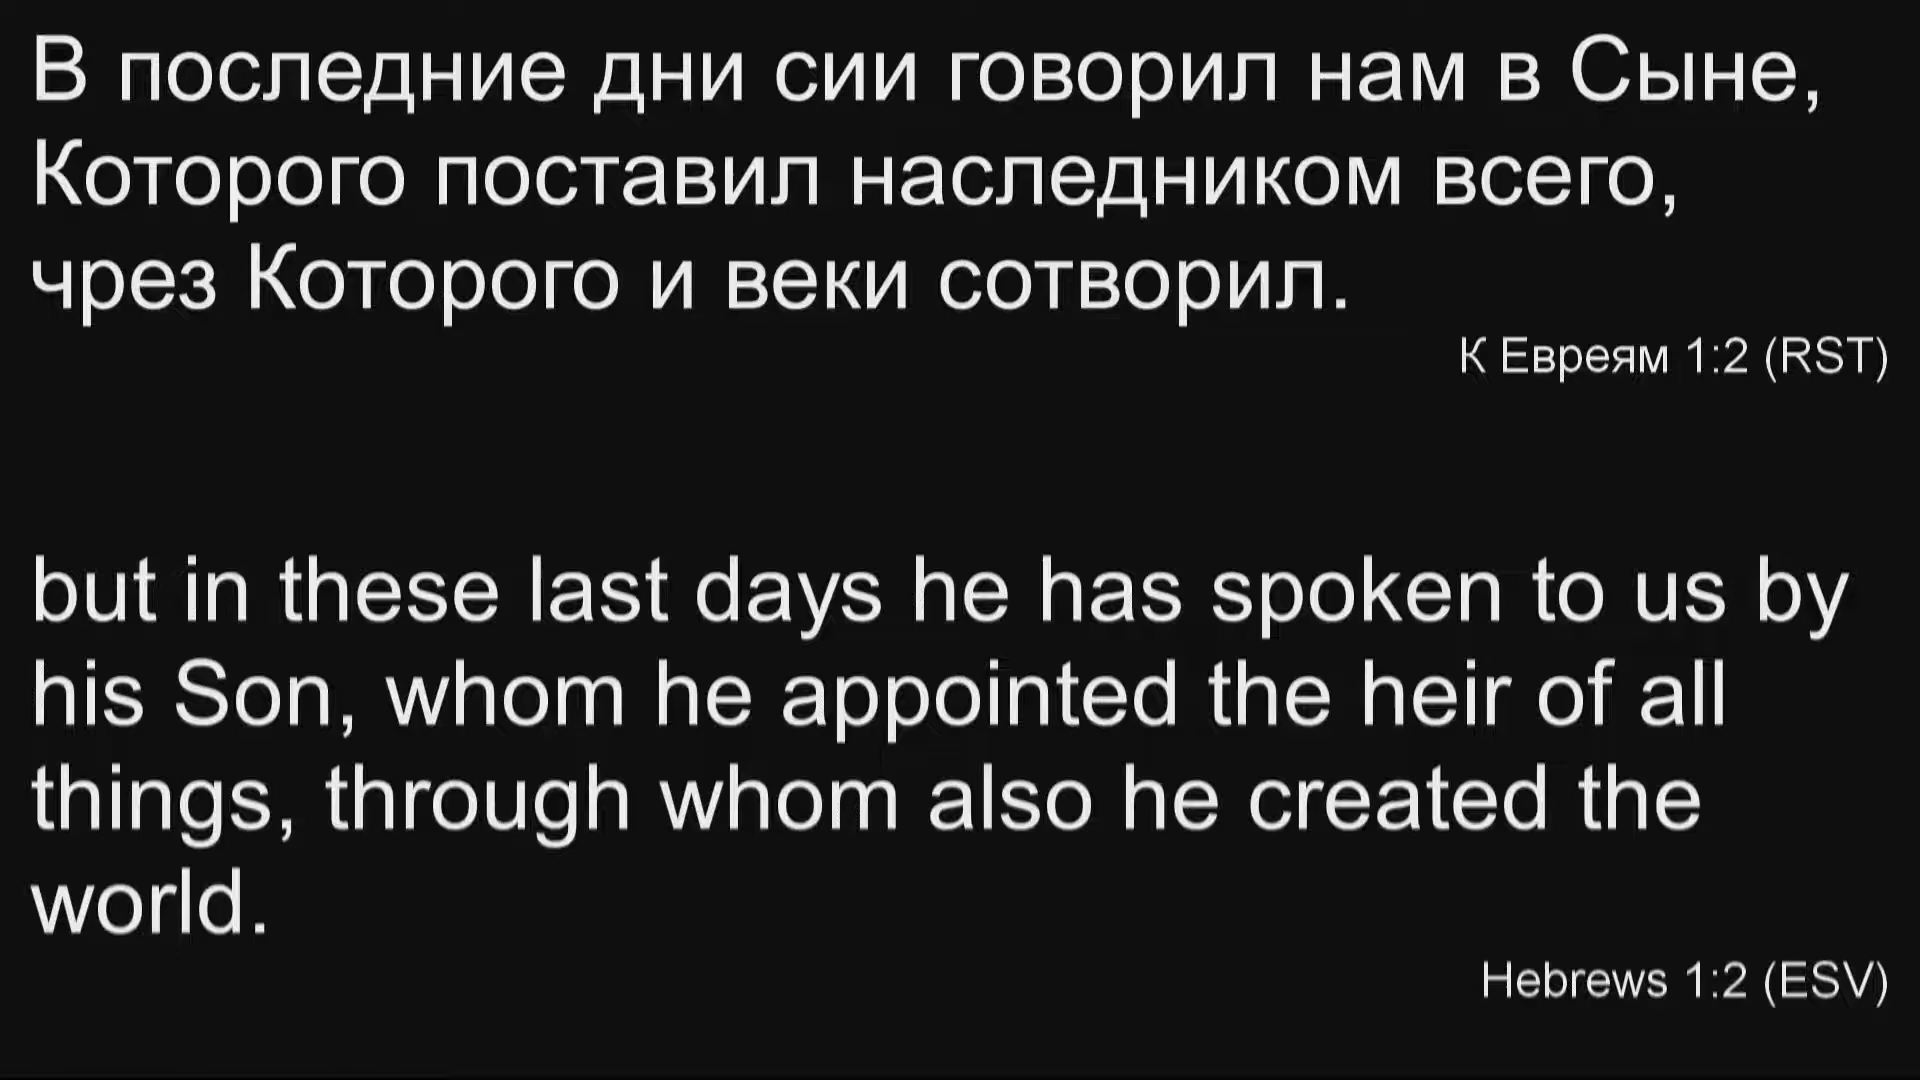 В последние дни сии говорил нам в Сыне,
Которого поставил наследником всего,
чрез Которого и веки сотворил.
К Евреям 1:2 (RST)
but in these last days he has spoken to us by
his Son, whom he appointed the heir of all
things, through whom also he created the
world.
Hebrews 1:2 (ESV)